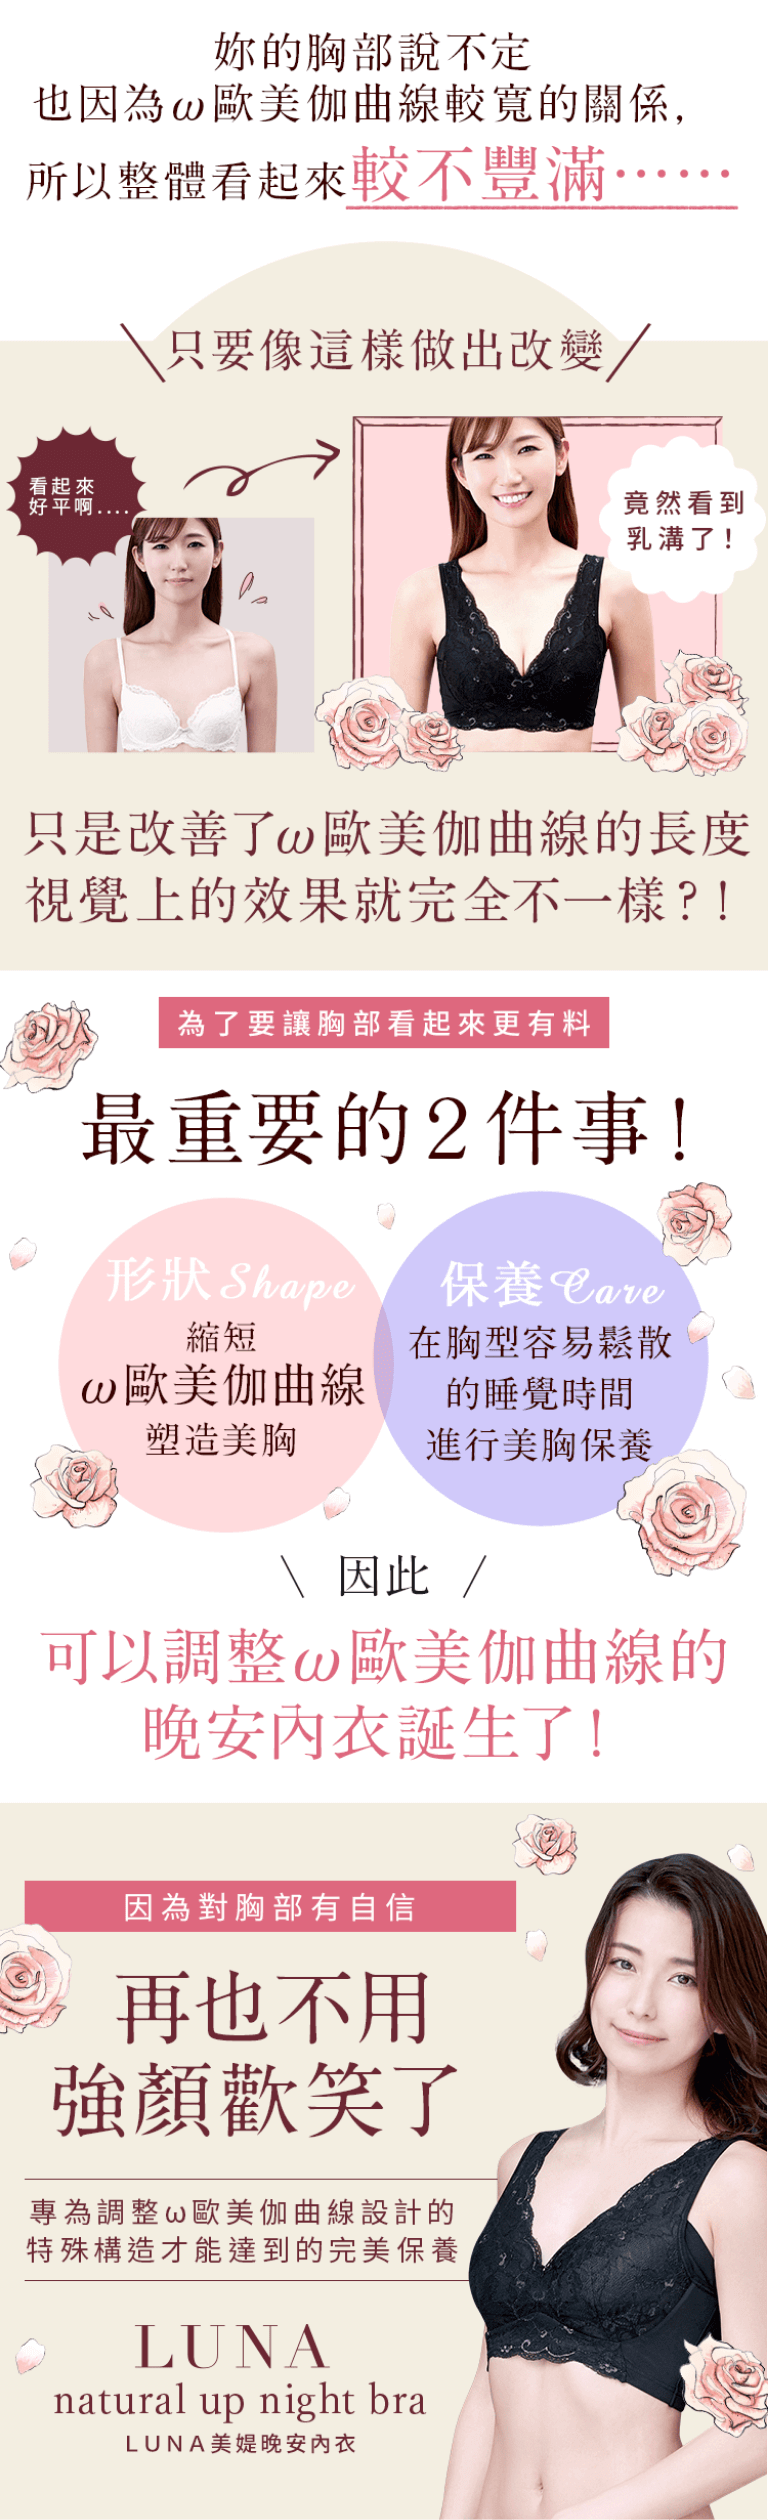 妳的胸部說不定
也因為ω歐美伽曲線較寬的關係,
所以整體看起來較不豐滿……
只要像這樣做出改變
看起來
好平啊....
竟然看到
乳溝了!
只是改善了ω歐美伽曲線的長度
視覺上的效果就完全不一樣?!
為了要讓胸部看起來更有料
最重要的2件事!
形狀Shape
縮短
ω歐美伽曲線
塑造美胸
保養Care
在胸型容易鬆散
的睡覺時間
進行美胸保養
因此
可以調整ω歐美伽曲線的
晚安內衣誕生了!
因為對胸部有自信
再也不用
強顏歡笑了
專為調整ω歐美伽曲線設計的
特殊構造才能達到的完美保養
LUNA
natural up night bra
LUNA美媞晚安內衣